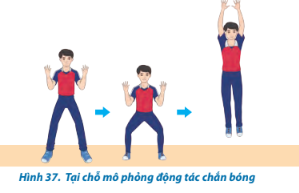 Hình 37. Tại chỗ mô phỏng động tác chắn bóng